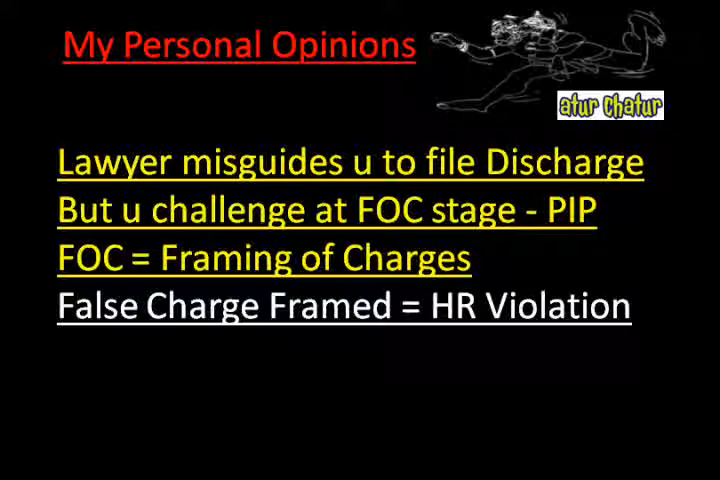 My Personal Opinions
atur chatur
Lawyer misguides u to file Discharge
But u challenge at FOC stage - PIP
FOC = Framing of Charges
False Charge Framed = HR Violation